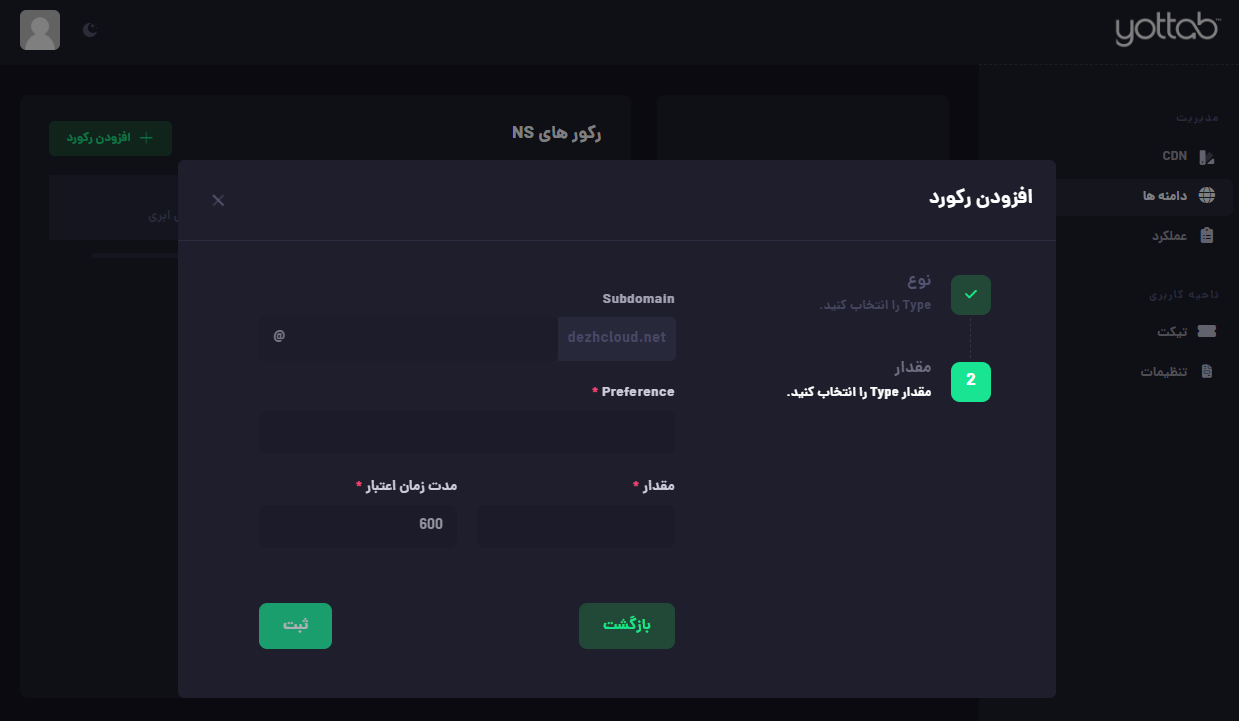 yottab™
مدیریت
CDN
دامنه ها
عملکرد
ناحیه کاربری
تیکت
تنظیمات
رکور های NS
افزودن رکورد
ابری
افزودن رکورد
نوع
Type را انتخاب کنید.
2
مقدار
مقدار Type را انتخاب کنید.
Subdomain
dezhcloud.net
@
Preference *
مقدار *
مدت زمان اعتبار *
600
بازگشت
ثبت